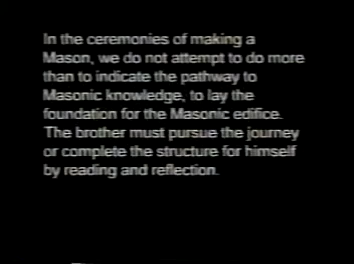 In the ceremonies of making a
Mason, we do not attempt to do more
than to indicate the pathway to
Masonic knowledge, to lay the
foundation for the Masonic edifice.
The brother must pursue the journey
or complete the structure for himself
by reading and reflection.